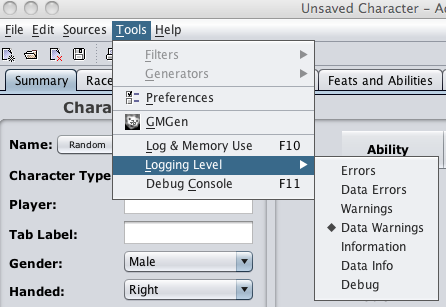 Unsaved Character - A
File Edit Sources Tools Help
Summary Race Feats and Abilities
Filters
Generators
Preferences
GMGen
Log & Memory Use F10
Logging Level
Debug Console F11
Errors
Data Errors
Warnings
Data Warnings
Information
Data Info
Debug
Chara
Name: Random
Character Type
Player:
Tab Label:
Gender: Male
Handed: Right
Ability